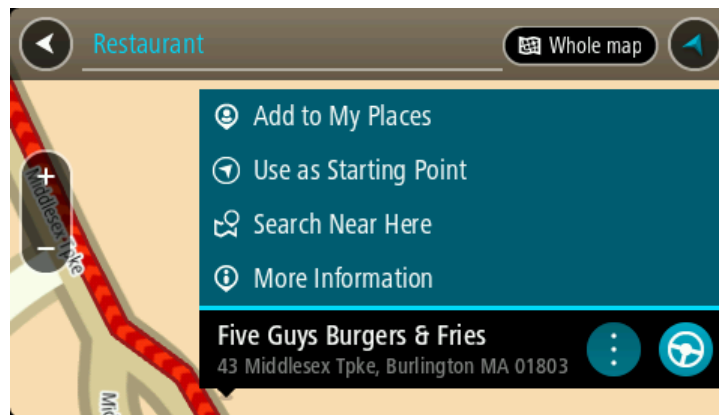 Restaurant
Whole map
Add to My Places
Use as Starting Point
Search Near Here
More Information
Five Guys Burgers & Fries
43 Middlesex Tpke, Burlington MA 01803
+
−
Middlesex Tpke